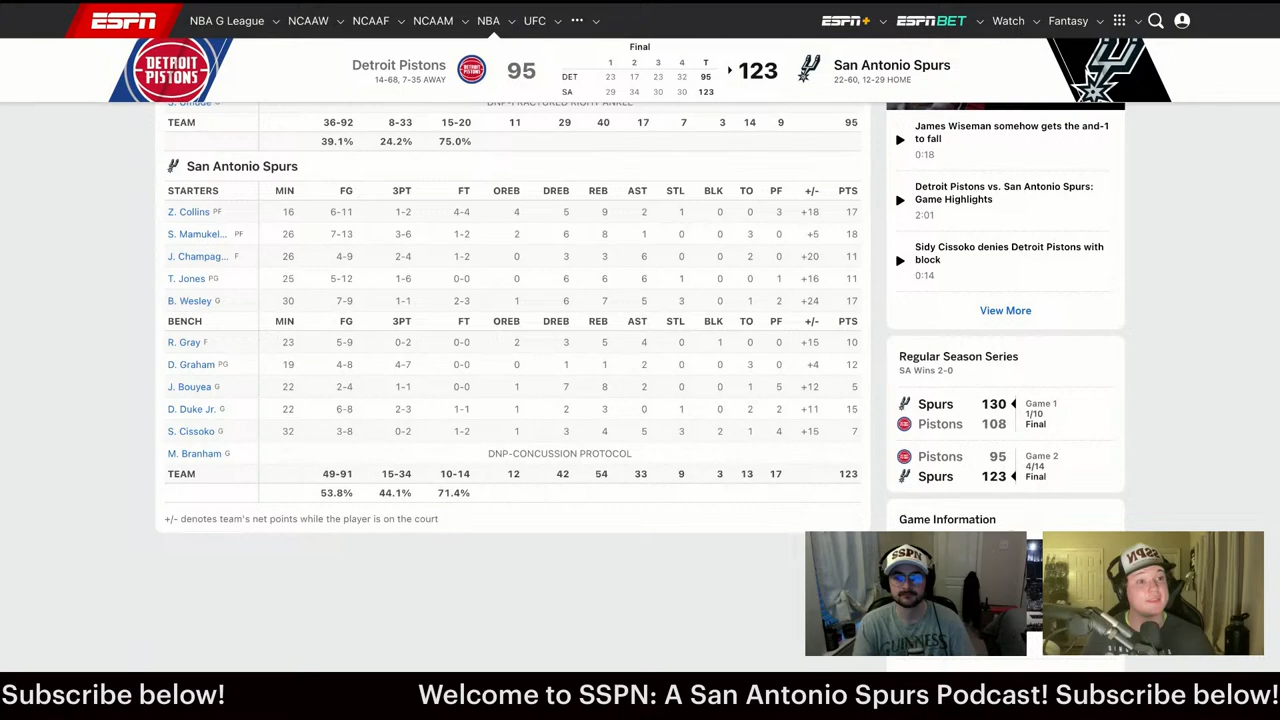 ESPN NBA G League NCAAW NCAAF NCAAM NBA UFC ••• ESPN+ ESPN BET Watch Fantasy
DETROIT PISTONS
Detroit Pistons
14-68, 7-35 AWAY
DETROIT PISTONS
95
Final
1 2 3 4 T
DET 23 17 23 32 95
SA 29 34 30 30 123
123
San Antonio Spurs
22-60, 12-29 HOME
DNP-FRACTURED RIGHT ANKLE
TEAM 36-92 8-33 15-20 11 29 40 17 7 3 14 9 95
39.1% 24.2% 75.0%
San Antonio Spurs
STARTERS MIN FG 3PT FT OREB DREB REB AST STL BLK TO PF +/- PTS
Z. Collins PF 16 6-11 1-2 4-4 4 5 9 2 1 0 0 3 +18 17
S. Mamukel... PF 26 7-13 3-6 1-2 2 6 8 1 0 0 3 0 +5 18
J. Champag... F 26 4-9 2-4 1-2 0 3 3 6 0 0 2 0 +20 11
T. Jones PG 25 5-12 1-6 0-0 0 6 6 6 1 0 0 1 +16 11
B. Wesley G 30 7-9 1-1 2-3 1 6 7 5 3 0 1 2 +24 17
BENCH MIN FG 3PT FT OREB DREB REB AST STL BLK TO PF +/- PTS
R. Gray F 23 5-9 0-2 0-0 2 3 5 4 0 1 0 0 +15 10
D. Graham PG 19 4-8 4-7 0-0 0 1 1 2 0 0 3 0 +4 12
J. Bouyea G 22 2-4 1-1 0-0 1 7 8 2 0 0 1 5 +12 5
D. Duke Jr. G 22 6-8 2-3 1-1 1 2 3 0 1 0 2 2 +11 15
S. Cissoko G 32 3-8 0-2 1-2 1 3 4 5 3 2 1 4 +15 7
M. Branham G DNP-CONCUSSION PROTOCOL
TEAM 49-91 15-34 10-14 12 42 54 33 9 3 13 17 123
53.8% 44.1% 71.4%
+/- denotes team's net points while the player is on the court
James Wiseman somehow gets the and-1
to fall
0:18
Detroit Pistons vs. San Antonio Spurs:
Game Highlights
2:01
Sidy Cissoko denies Detroit Pistons with
block
0:14
View More
Regular Season Series
SA Wins 2-0
Spurs 130 Game 1
1/10
Pistons 108 Final
Pistons 95 Game 2
4/14
Spurs 123 Final
Game Information
SSPN
GUINNESS
SSPN
Subscribe below! Welcome to SSPN: A San Antonio Spurs Podcast! Subscribe below!